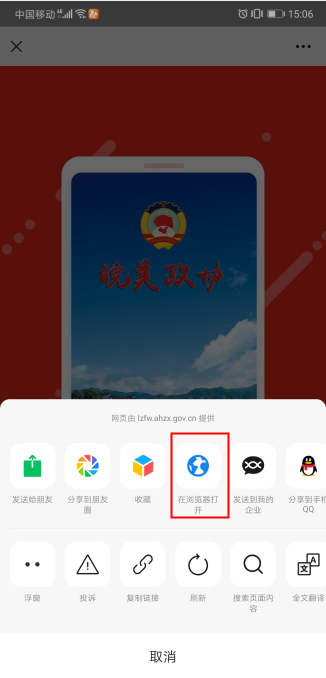 中国移动 15:06
皖美政协
网页由 lzfw.ahzx.gov.cn 提供
发送给朋友 分享到朋友 收藏 在浏览器打 发送到我的 分享到手机
圈 开 企业 QQ
浮窗 投诉 复制链接 刷新 搜索页面内 全文翻译
容
取消